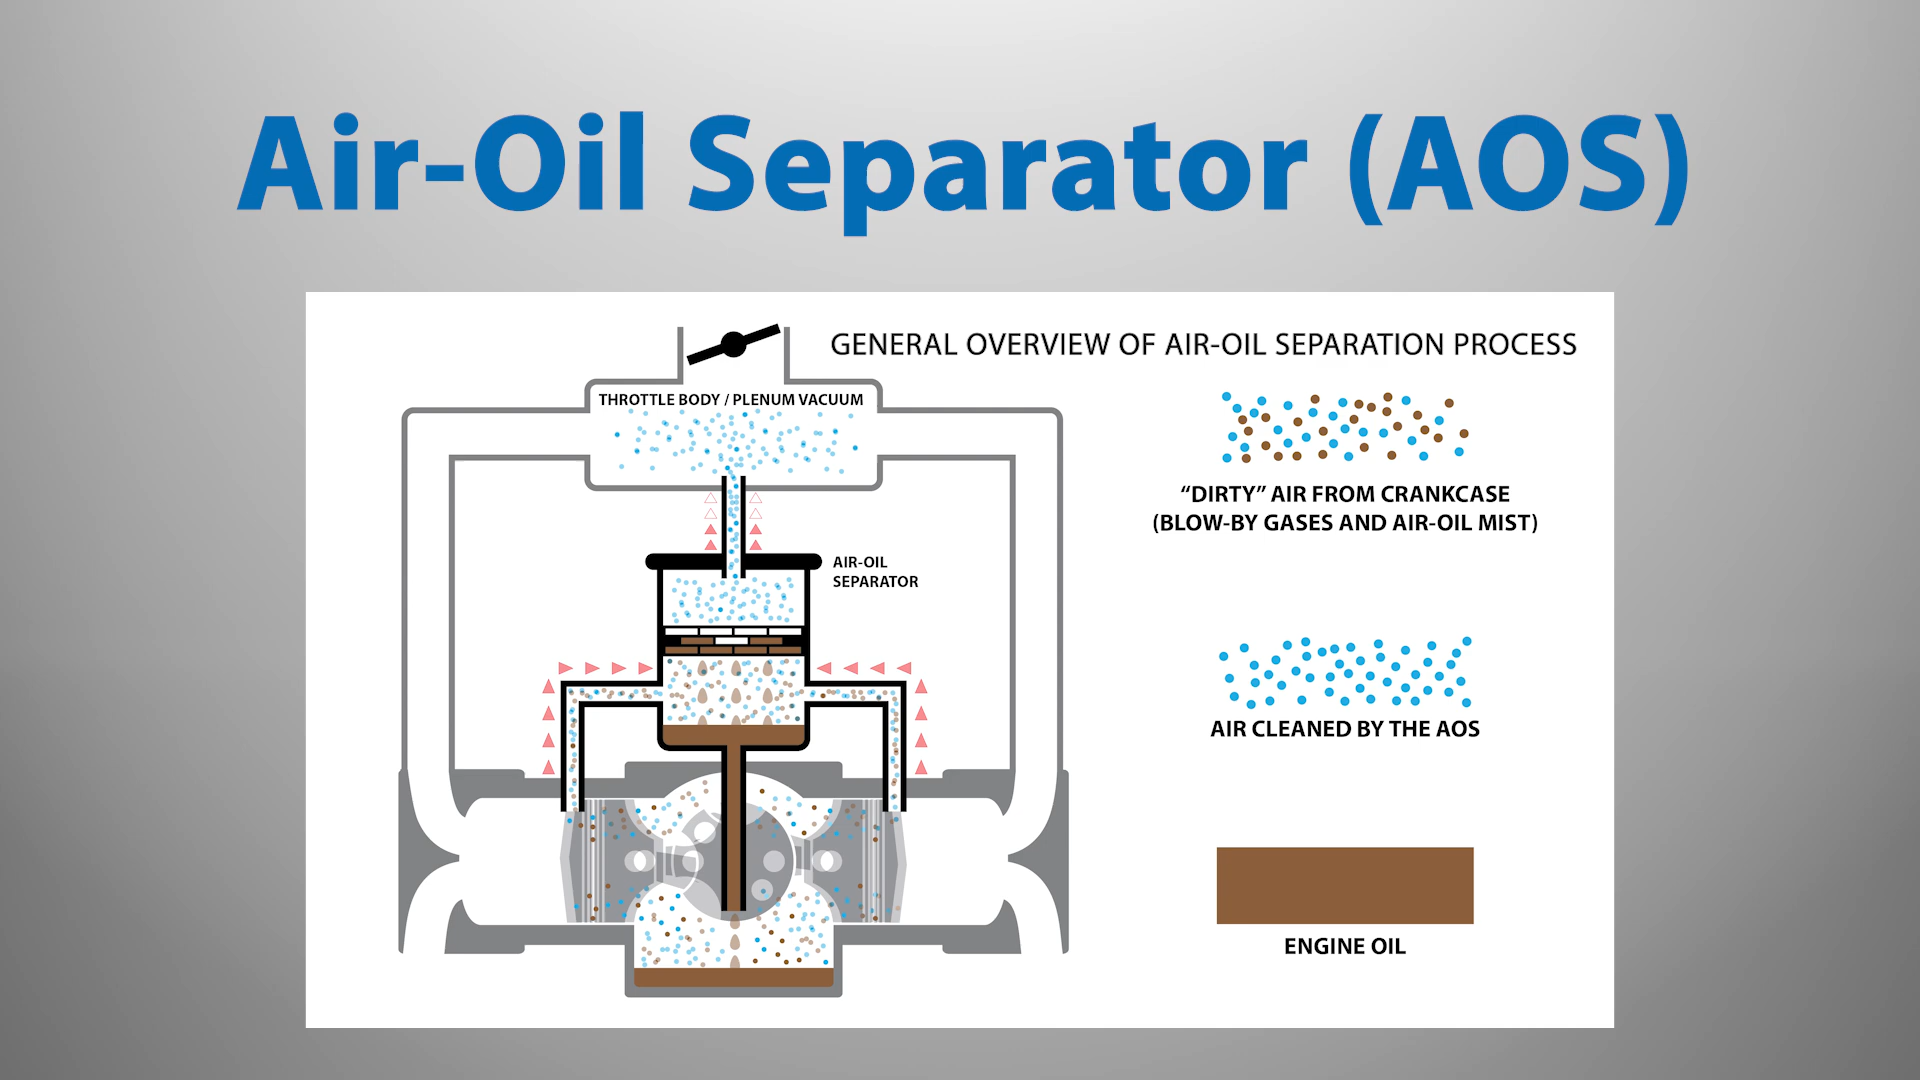 Air-Oil Separator (AOS)
GENERAL OVERVIEW OF AIR-OIL SEPARATION PROCESS
THROTTLE BODY / PLENUM VACUUM
AIR-OIL
SEPARATOR
“DIRTY” AIR FROM CRANKCASE
(BLOW-BY GASES AND AIR-OIL MIST)
AIR CLEANED BY THE AOS
ENGINE OIL